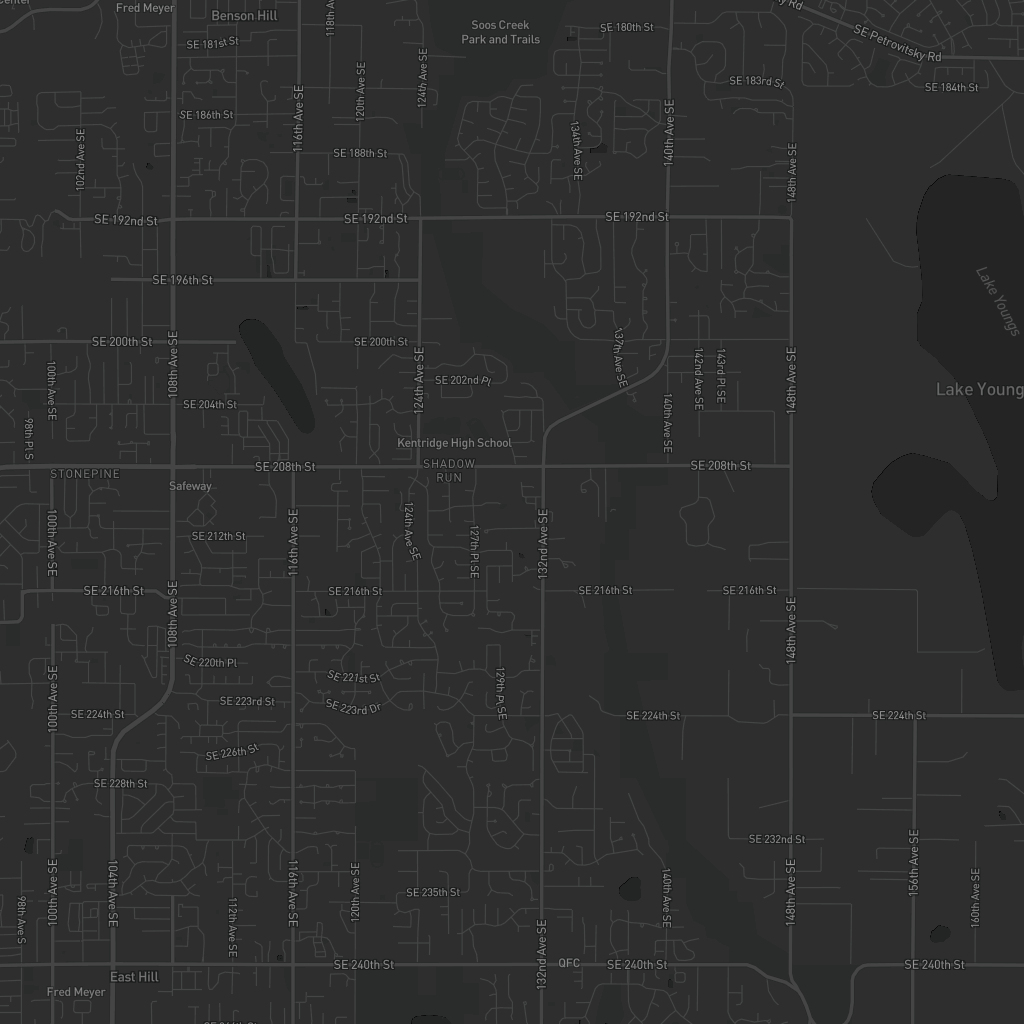 Fred Meyer
Benson Hill
118th Ave SE
Soos Creek
Park and Trails
SE 180th St
SE Petrovitsky Rd
SE 181st St
124th Ave SE
120th Ave SE
SE 183rd St
SE 184th St
SE 186th St
116th Ave SE
140th Ave SE
134th Ave SE
102nd Ave SE
SE 188th St
148th Ave SE
SE 192nd St
SE 192nd St
SE 192nd St
SE 196th St
Lake Youngs
SE 200th St
SE 200th St
108th Ave SE
137th Ave SE
142nd Ave SE
143rd Pl SE
148th Ave SE
100th Ave SE
124th Ave SE
SE 202nd Pl
Lake Young
SE 204th St
140th Ave SE
98th Pl S
Kentridge High School
SE 208th St
SHADOW
RUN
SE 208th St
STONEPINE
Safeway
100th Ave SE
116th Ave SE
124th Ave SE
127th Pl SE
132nd Ave SE
SE 212th St
SE 216th St
SE 216th St
SE 216th St
SE 216th St
108th Ave SE
148th Ave SE
SE 220th Pl
SE 221st St
129th Pl SE
100th Ave SE
SE 223rd St
SE 223rd Dr
SE 224th St
SE 224th St
SE 224th St
SE 226th St
SE 228th St
SE 232nd St
156th Ave SE
100th Ave SE
104th Ave SE
116th Ave SE
120th Ave SE
SE 235th St
140th Ave SE
148th Ave SE
160th Ave SE
98th Ave S
112th Ave SE
132nd Ave SE
SE 240th St
QFC
SE 240th St
SE 240th St
East Hill
Fred Meyer